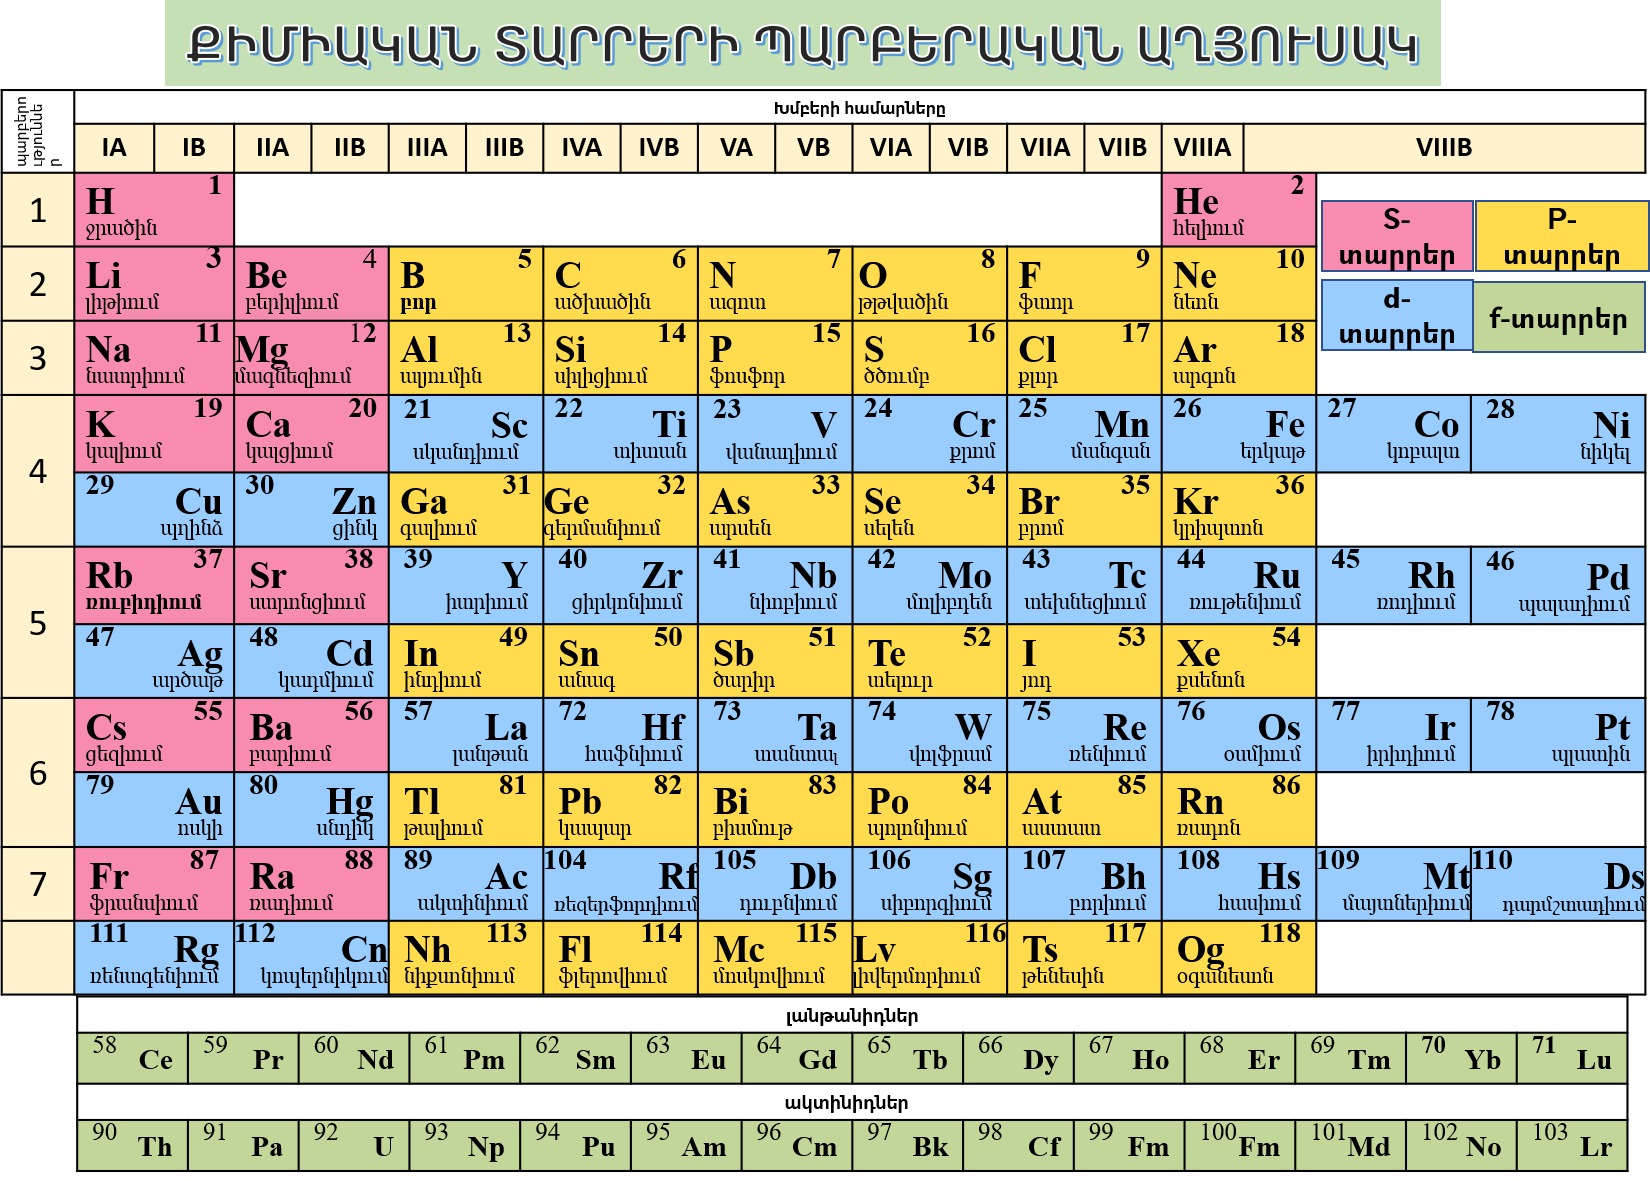 ՔԻՄԻԱԿԱՆ ՏԱՐՐԵՐԻ ՊԱՐԲԵՐԱԿԱՆ ԱՂՅՈՒՍԱԿ
պարբերո
ւթյուննե
ր
Խմբերի համարները
IA IB IIA IIB IIIA IIIB IVA IVB VA VB VIA VIB VIIA VIIB VIIIA VIIIB
1
H 1
ջրածին
He 2
հելիում
S-
տարրեր
P-
տարրեր
d-
տարրեր
f-տարրեր
2
Li 3 Be 4 B 5 C 6 N 7 O 8 F 9 Ne 10
լիթիում բերիլիում բոր ածխածին ազոտ թթվածին ֆտոր նեոն
3
Na 11 Mg 12 Al 13 Si 14 P 15 S 16 Cl 17 Ar 18
նատրիում մագնեզիում ալյումին սիլիցիում ֆոսֆոր ծծումբ քլոր արգոն
4
K 19 Ca 20 21 Sc 22 Ti 23 V 24 Cr 25 Mn 26 Fe 27 Co 28 Ni
կալիում կալցիում սկանդիում տիտան վանադիում քրոմ մանգան երկաթ կոբալտ նիկել
29 Cu 30 Zn Ga 31 Ge 32 As 33 Se 34 Br 35 Kr 36
պղինձ ցինկ գալիում գերմանիում արսեն սելեն բրոմ կրիպտոն
5
Rb 37 Sr 38 39 Y 40 Zr 41 Nb 42 Mo 43 Tc 44 Ru 45 Rh 46 Pd
ռուբիդիում ստրոնցիում իտրիում ցիրկոնիում նիոբիում մոլիբդեն տեխնեցիում ռութենիում ռոդիում պալադիում
47 Ag 48 Cd In 49 Sn 50 Sb 51 Te 52 I 53 Xe 54
արծաթ կադմիում ինդիում անագ ծարիր տելուր յոդ քսենոն
6
Cs 55 Ba 56 57 La 72 Hf 73 Ta 74 W 75 Re 76 Os 77 Ir 78 Pt
ցեզիում բարիում լանթան հաֆնիում տանտալ վոլֆրամ ռենիում օսմիում իրիդիում պլատին
79 Au 80 Hg Tl 81 Pb 82 Bi 83 Po 84 At 85 Rn 86
ոսկի սնդիկ թալիում կապար բիսմութ պոլոնիում աստատ ռադոն
7
Fr 87 Ra 88 89 Ac 104 Rf 105 Db 106 Sg 107 Bh 108 Hs 109 Mt 110 Ds
ֆրանսիում ռադիում ակտինիում ռեզերֆորդիում դուբնիում սիբորգիում բորիում հասիում մայտներիում դարմշտադիում
111 Rg 112 Cn Nh 113 Fl 114 Mc 115 Lv 116 Ts 117 Og 118
ռենտգենիում կոպերնիկում նիքսոնիում ֆլերովիում մոսկովիում լիվերմորիում թենեսին օգանեսոն
լանթանիդներ
58 Ce 59 Pr 60 Nd 61 Pm 62 Sm 63 Eu 64 Gd 65 Tb 66 Dy 67 Ho 68 Er 69 Tm 70 Yb 71 Lu
ակտինիդներ
90 Th 91 Pa 92 U 93 Np 94 Pu 95 Am 96 Cm 97 Bk 98 Cf 99 Fm 100 Fm 101 Md 102 No 103 Lr